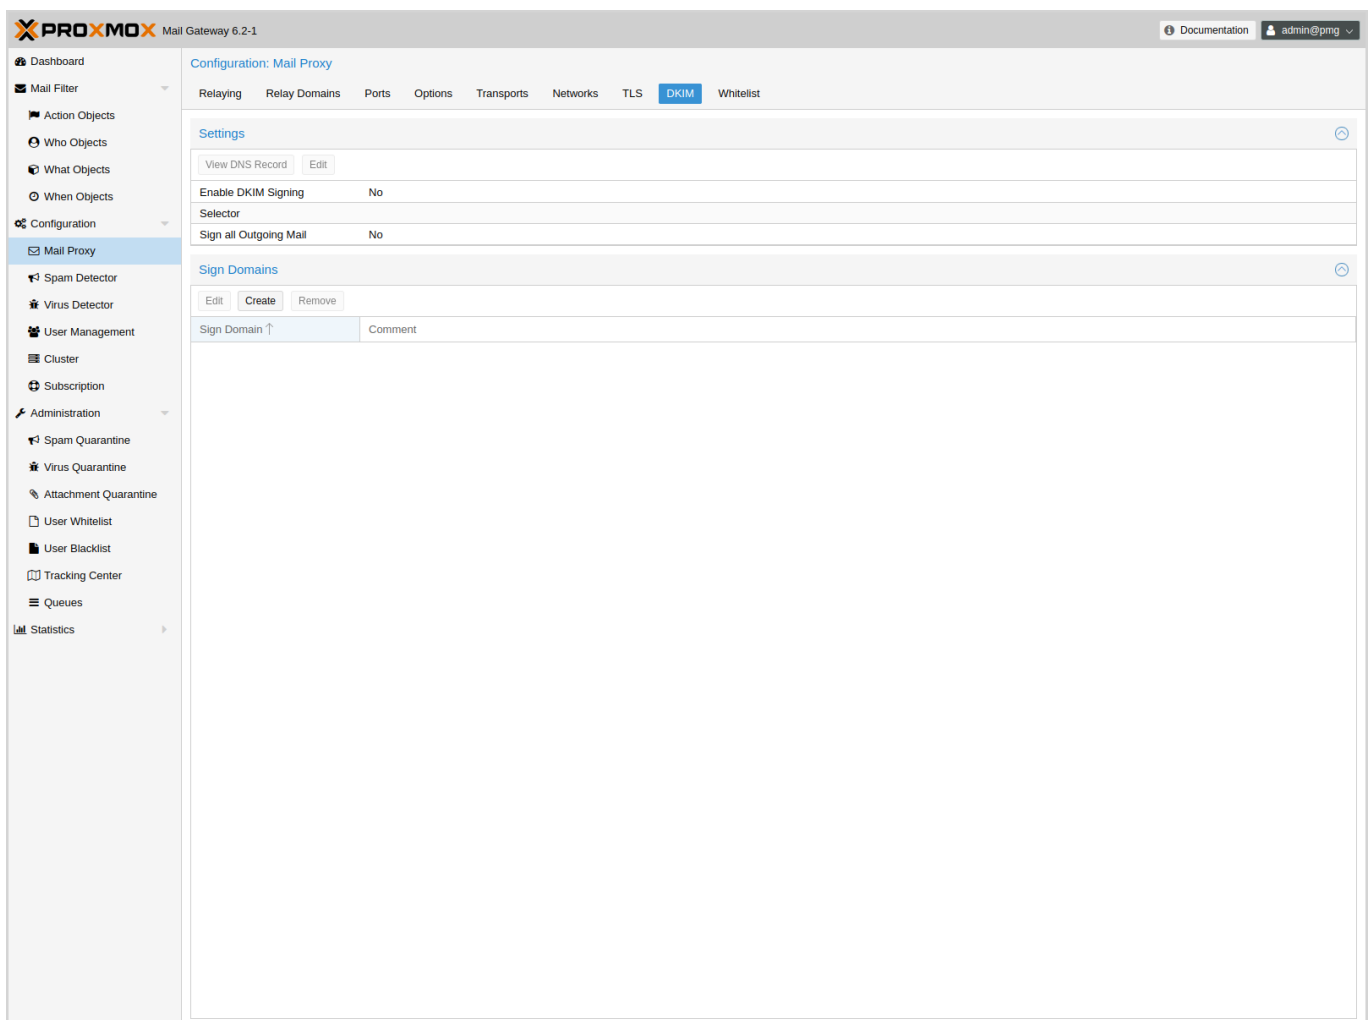 PROXMOX Mail Gateway 6.2-1
Documentation
admin@pmg
Dashboard
Mail Filter
Action Objects
Who Objects
What Objects
When Objects
Configuration
Mail Proxy
Spam Detector
Virus Detector
User Management
Cluster
Subscription
Administration
Spam Quarantine
Virus Quarantine
Attachment Quarantine
User Whitelist
User Blacklist
Tracking Center
Queues
Statistics
Configuration: Mail Proxy
Relaying Relay Domains Ports Options Transports Networks TLS DKIM Whitelist
Settings
View DNS Record Edit
Enable DKIM Signing No
Selector
Sign all Outgoing Mail No
Sign Domains
Edit Create Remove
Sign Domain Comment